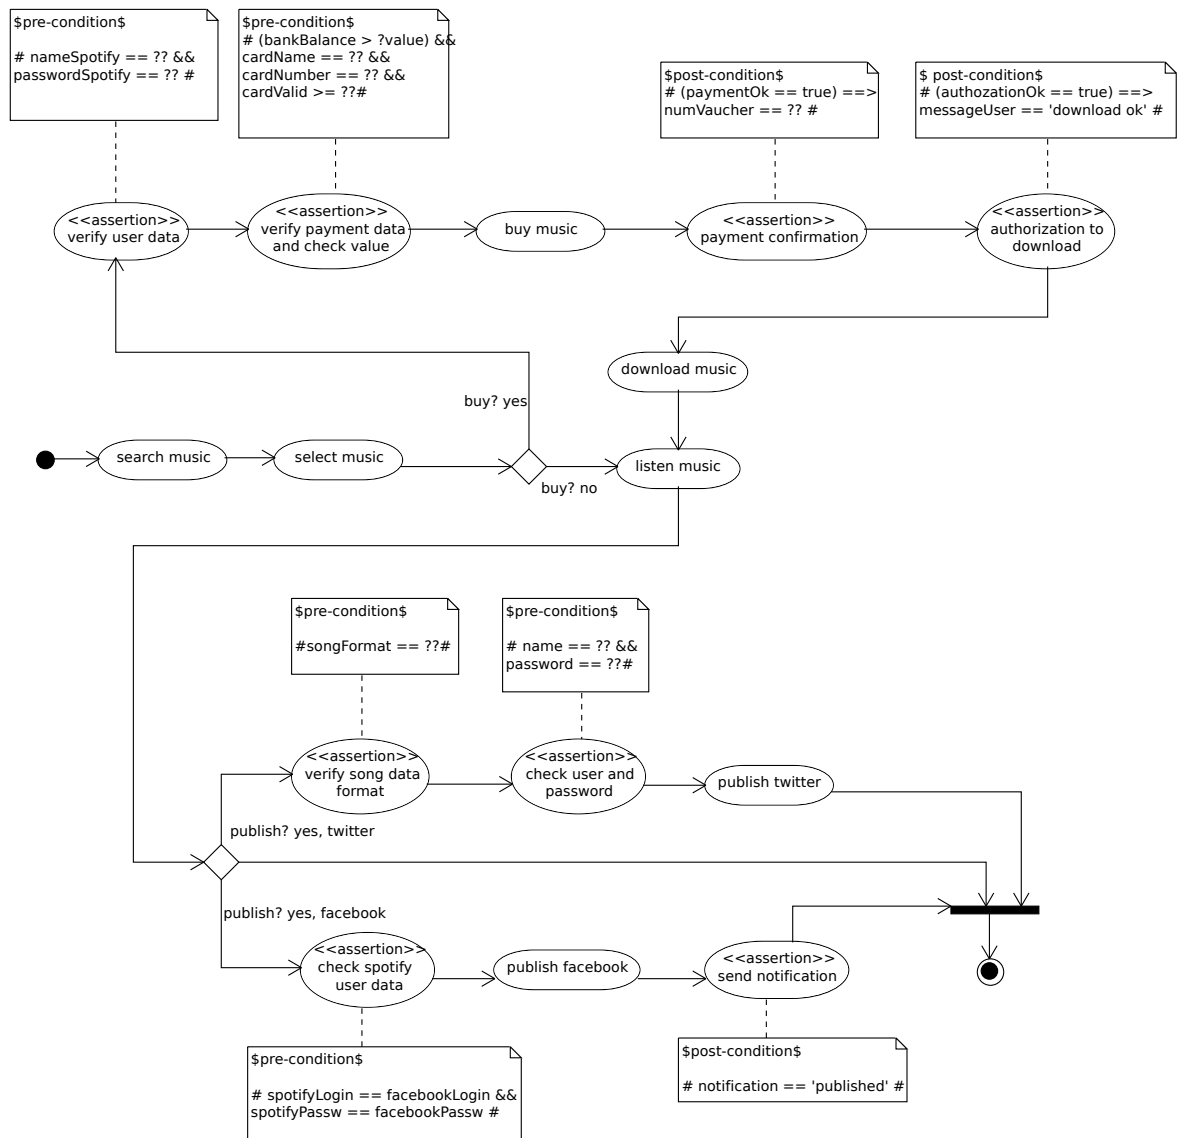 $pre-condition$
# nameSpotify == ?? &&
passwordSpotify == ?? #
$pre-condition$
# (bankBalance > ?value) &&
cardName == ?? &&
cardNumber == ?? &&
cardValid >= ??#
$post-condition$
# (paymentOk == true) ==>
numVaucher == ?? #
$ post-condition$
# (authozationOk == true) ==>
messageUser == 'download ok' #
<<assertion>>
verify user data
<<assertion>>
verify payment data
and check value
buy music
<<assertion>>
payment confirmation
<<assertion>>
authorization to
download
download music
buy? yes
search music
select music
listen music
buy? no
$pre-condition$
#songFormat == ??#
$pre-condition$
# name == ?? &&
password == ??#
<<assertion>>
verify song data
format
<<assertion>>
check user and
password
publish twitter
publish? yes, twitter
publish? yes, facebook
<<assertion>>
check spotify
user data
publish facebook
<<assertion>>
send notification
$pre-condition$
# spotifyLogin == facebookLogin &&
spotifyPassw == facebookPassw #
$post-condition$
# notification == 'published' #